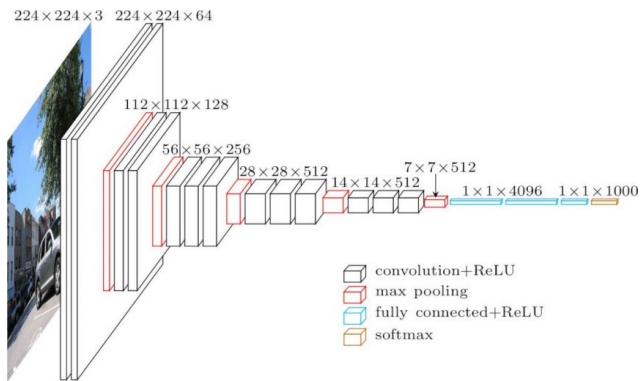 224×224×3
224×224×64
112×112×128
56×56×256
28×28×512
14×14×512
7×7×512
1×1×4096
1×1×1000
convolution+ReLU
max pooling
fully connected+ReLU
softmax